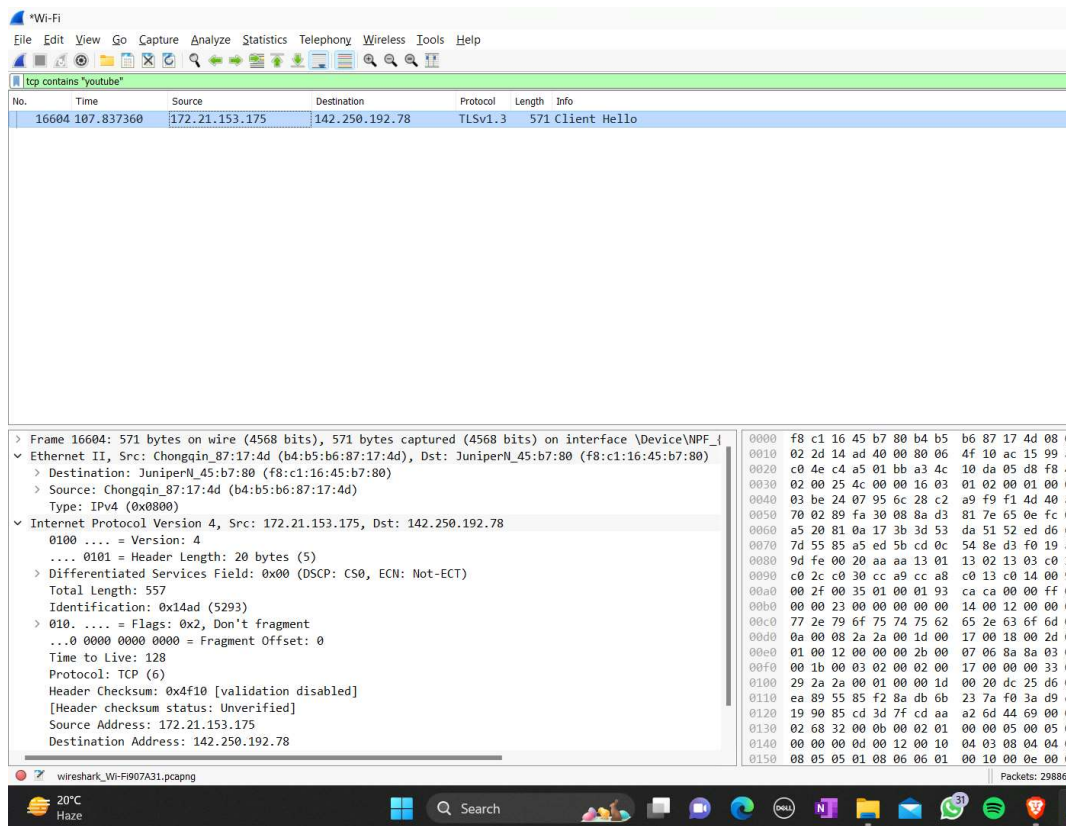 *Wi-Fi
File Edit View Go Capture Analyze Statistics Telephony Wireless Tools Help
tcp contains "youtube"
No. Time Source Destination Protocol Length Info
16604 107.837360 172.21.153.175 142.250.192.78 TLSv1.3 571 Client Hello
Frame 16604: 571 bytes on wire (4568 bits), 571 bytes captured (4568 bits) on interface \Device\NPF_{
Ethernet II, Src: Chongqin_87:17:4d (b4:b5:b6:87:17:4d), Dst: JuniperN_45:b7:80 (f8:c1:16:45:b7:80)
Destination: JuniperN_45:b7:80 (f8:c1:16:45:b7:80)
Source: Chongqin_87:17:4d (b4:b5:b6:87:17:4d)
Type: IPv4 (0x0800)
Internet Protocol Version 4, Src: 172.21.153.175, Dst: 142.250.192.78
0100 .... = Version: 4
.... 0101 = Header Length: 20 bytes (5)
Differentiated Services Field: 0x00 (DSCP: CS0, ECN: Not-ECT)
Total Length: 557
Identification: 0x14ad (5293)
010. .... = Flags: 0x2, Don't fragment
...0 0000 0000 0000 = Fragment Offset: 0
Time to Live: 128
Protocol: TCP (6)
Header Checksum: 0x4f10 [validation disabled]
[Header checksum status: Unverified]
Source Address: 172.21.153.175
Destination Address: 142.250.192.78
0000 f8 c1 16 45 b7 80 b4 b5 b6 87 17 4d 08
0010 02 2d 14 ad 40 00 80 06 4f 10 ac 15 99
0020 c0 4e c4 a5 01 bb a3 4c 10 da 05 d8 f8
0030 02 00 25 4c 00 00 16 03 01 02 00 01 00
0040 03 be 24 07 95 6c 28 c2 a9 f9 f1 4d 40
0050 70 02 89 fa 30 08 8a d3 81 7e 65 0e fc
0060 a5 20 81 0a 17 3b 3d 53 da 51 52 ed d6
0070 7d 55 85 a5 ed 5b cd 0c 54 8e d3 f0 19
0080 9d fe 00 20 aa aa 13 01 13 02 13 03 c0
0090 c0 2c c0 30 cc a9 cc a8 c0 13 c0 14 00
00a0 00 2f 00 35 01 00 01 93 ca ca 00 00 ff
00b0 00 00 23 00 00 00 00 00 14 00 12 00 00
00c0 77 2e 79 6f 75 74 75 62 65 2e 63 6f 6d
00d0 0a 00 08 2a 2a 00 1d 00 17 00 18 00 2d
00e0 01 00 12 00 00 00 2b 00 07 06 8a 8a 03
00f0 00 1b 00 03 02 00 02 00 17 00 00 00 33
0100 29 2a 2a 00 01 00 00 1d 00 20 dc 25 d6
0110 ea 89 55 85 f2 8a db 6b 23 7a f0 3a d9
0120 19 90 85 cd 3d 7f cd aa a2 6d 44 69 00
0130 02 68 32 00 0b 00 02 01 00 00 05 00 05
0140 00 00 00 0d 00 12 00 10 04 03 08 04 04
0150 08 05 05 01 08 06 06 01 00 10 00 0e 00
wireshark_Wi-Fi907A31.pcapng Packets: 29886
20°C
Haze
Search
DELL
N
31